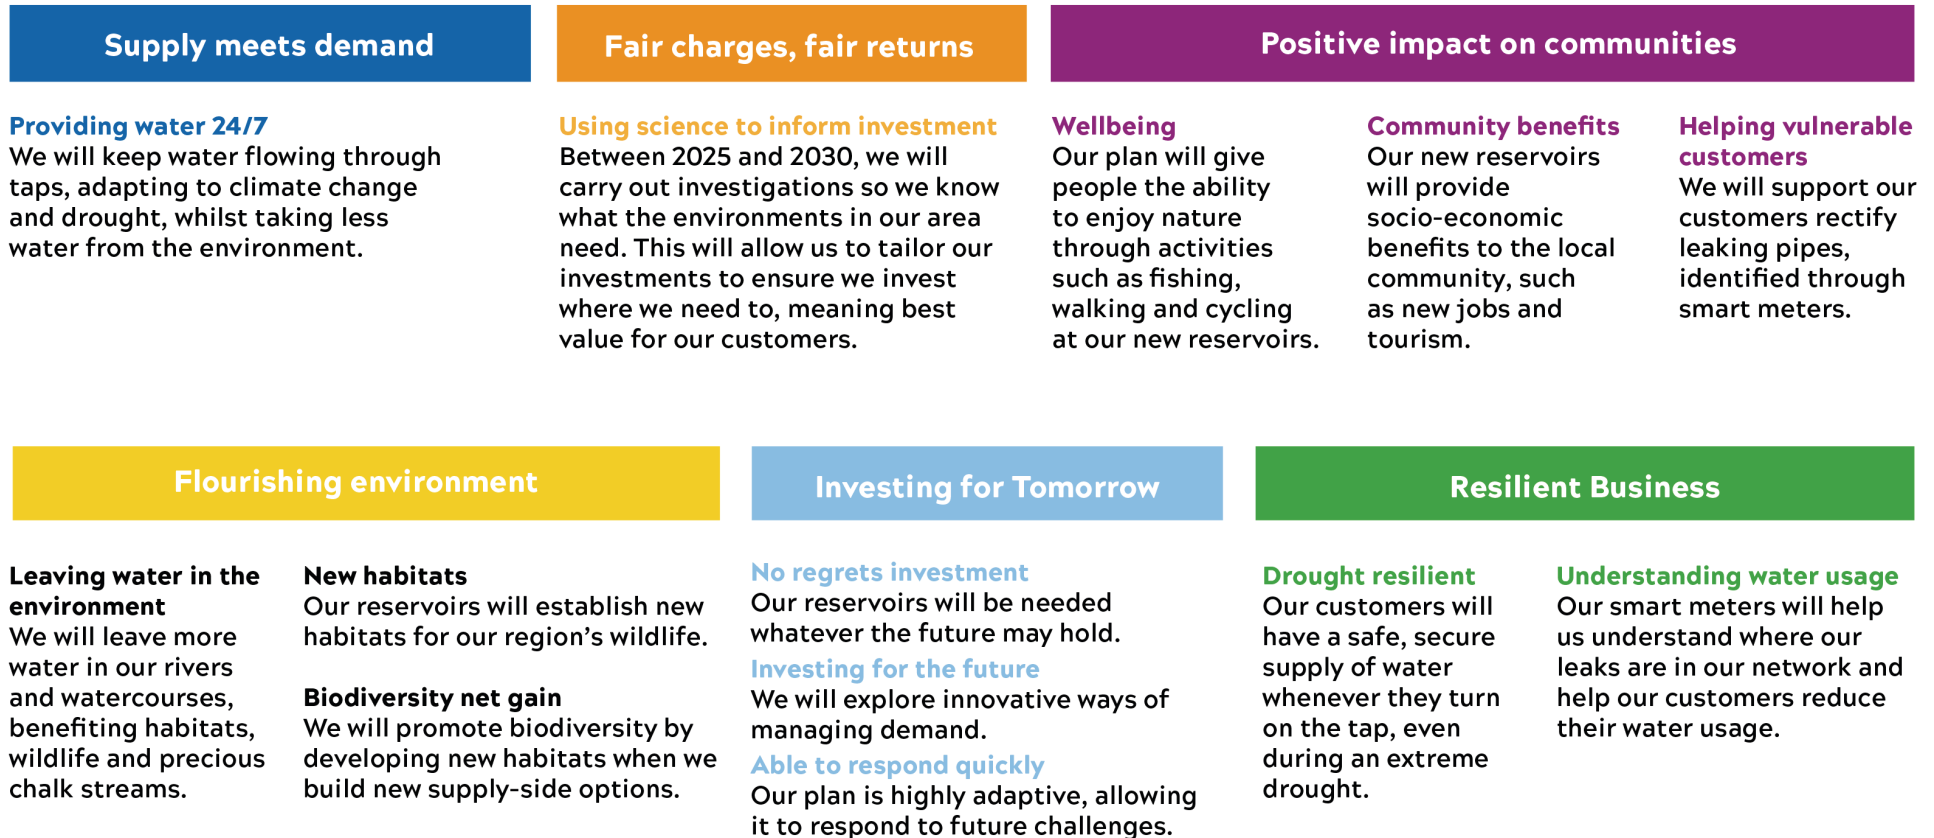 Supply meets demand
Providing water 24/7
We will keep water flowing through
taps, adapting to climate change
and drought, whilst taking less
water from the environment.
Fair charges, fair returns
Using science to inform investment
Between 2025 and 2030, we will
carry out investigations so we know
what the environments in our area
need. This will allow us to tailor our
investments to ensure we invest
where we need to, meaning best
value for our customers.
Positive impact on communities
Wellbeing
Our plan will give
people the ability
to enjoy nature
through activities
such as fishing,
walking and cycling
at our new reservoirs.
Community benefits
Our new reservoirs
will provide
socio-economic
benefits to the local
community, such
as new jobs and
tourism.
Helping vulnerable
customers
We will support our
customers rectify
leaking pipes,
identified through
smart meters.
Flourishing environment
Leaving water in the
environment
We will leave more
water in our rivers
and watercourses,
benefiting habitats,
wildlife and precious
chalk streams.
New habitats
Our reservoirs will establish new
habitats for our region’s wildlife.
Biodiversity net gain
We will promote biodiversity by
developing new habitats when we
build new supply-side options.
Investing for Tomorrow
No regrets investment
Our reservoirs will be needed
whatever the future may hold.
Investing for the future
We will explore innovative ways of
managing demand.
Able to respond quickly
Our plan is highly adaptive, allowing
it to respond to future challenges.
Resilient Business
Drought resilient
Our customers will
have a safe, secure
supply of water
whenever they turn
on the tap, even
during an extreme
drought.
Understanding water usage
Our smart meters will help
us understand where our
leaks are in our network and
help our customers reduce
their water usage.